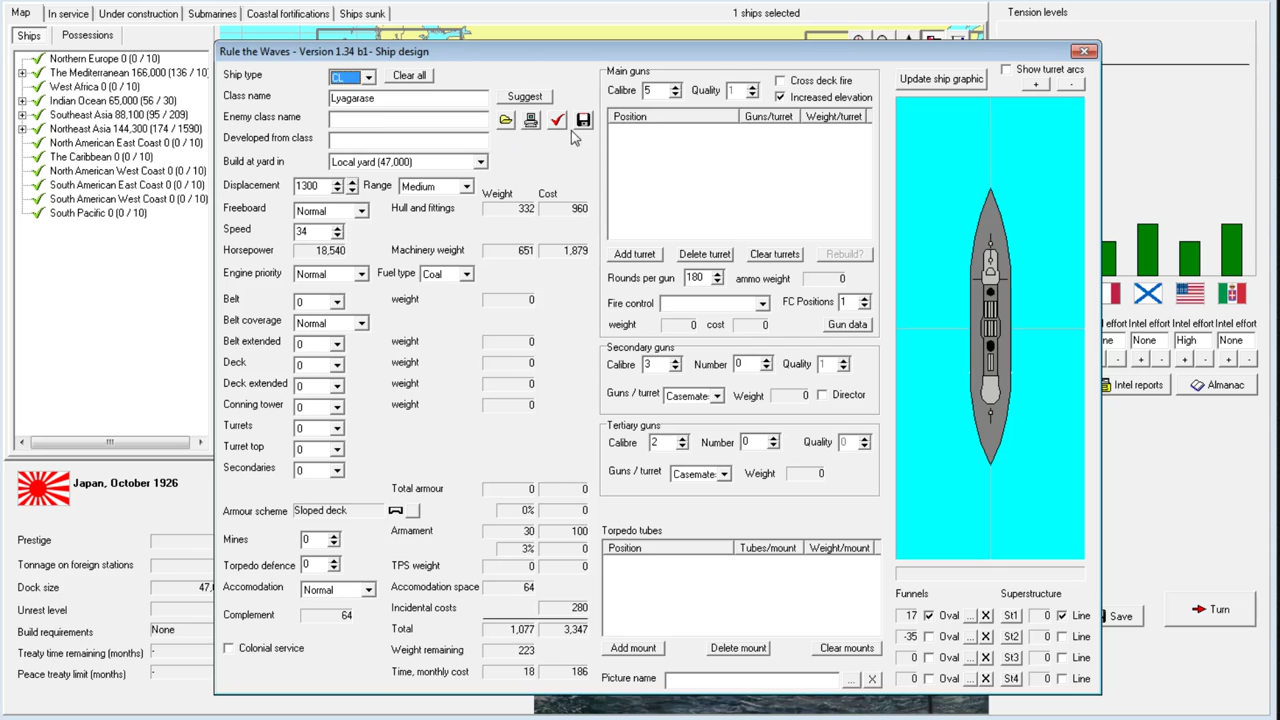 Map
In service
Under construction
Submarines
Coastal fortifications
Ships sunk
1 ships selected
Tension levels
Ships
Possessions
Northern Europe 0 (0 / 10)
The Mediterranean 166,000 (136 / 10)
West Africa 0 (0 / 10)
Indian Ocean 65,000 (56 / 30)
Southeast Asia 88,100 (95 / 209)
Northeast Asia 144,300 (174 / 1590)
North American East Coast 0 (0 / 10)
The Caribbean 0 (0 / 10)
North American West Coast 0 (0 / 10)
South American East Coast 0 (0 / 10)
South American West Coast 0 (0 / 10)
South Pacific 0 (0 / 10)
Japan, October 1926
Prestige
Tonnage on foreign stations
Dock size 47,0
Unrest level
Build requirements None
Treaty time remaining (months) -
Peace treaty limit (months) -
Rule the Waves - Version 1.34 b1- Ship design
Ship type CL Clear all
Class name Lyagarase Suggest
Enemy class name
Developed from class
Build at yard in Local yard (47,000)
Displacement 1300 Range Medium Weight Cost
Freeboard Normal Hull and fittings 332 960
Speed 34
Horsepower 18,540 Machinery weight 651 1,879
Engine priority Normal Fuel type Coal
Belt 0 weight 0
Belt coverage Normal
Belt extended 0 weight 0
Deck 0 weight 0
Deck extended 0 weight 0
Conning tower 0 weight 0
Turrets 0
Turret top 0
Secondaries 0
Total armour 0 0
Armour scheme Sloped deck 0% 0
Mines 0 Armament 30 100
3% 0
Torpedo defence 0 TPS weight 0 0
Accomodation Normal Accomodation space 64
Complement 64 Incidental costs 280
Total 1,077 3,347
Colonial service Weight remaining 223
Time, monthly cost 18 186
Main guns
Calibre 5 Quality 1
Cross deck fire
Increased elevation
Position Guns/turret Weight/turret
Add turret Delete turret Clear turrets Rebuild?
Rounds per gun 180 ammo weight 0
Fire control FC Positions 1
weight 0 cost 0 Gun data
Secondary guns
Calibre 3 Number 0 Quality 1
Guns / turret Casemate: Weight 0 Director
Tertiary guns
Calibre 2 Number 0 Quality 0
Guns / turret Casemate: Weight 0
Torpedo tubes
Position Tubes/mount Weight/mount
Add mount Delete mount Clear mounts
Picture name ... X
Update ship graphic Show turret arcs
+ -
Funnels Superstructure
17 Oval ... X St1 0 Line
-35 Oval ... X St2 0 Line
0 Oval ... X St3 0 Line
0 Oval ... X St4 0 Line
effort Intel effort Intel effort Intel effort
ne None High None
- + - + - + -
Intel reports Almanac
Save Turn